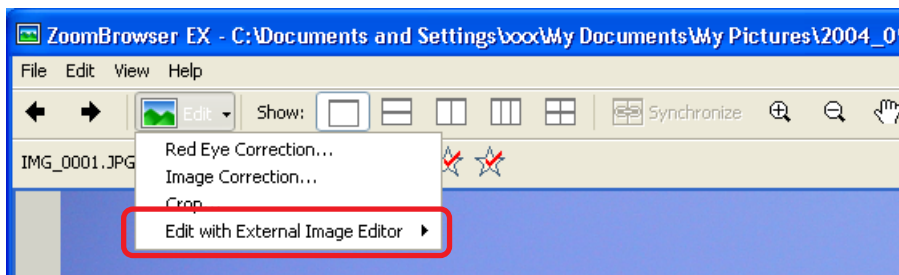 ZoomBrowser EX - C:\Documents and Settings\xxx\My Documents\My Pictures\2004_0
File Edit View Help
Edit Show: Synchronize
IMG_0001.JPG
Red Eye Correction...
Image Correction...
Crop
Edit with External Image Editor